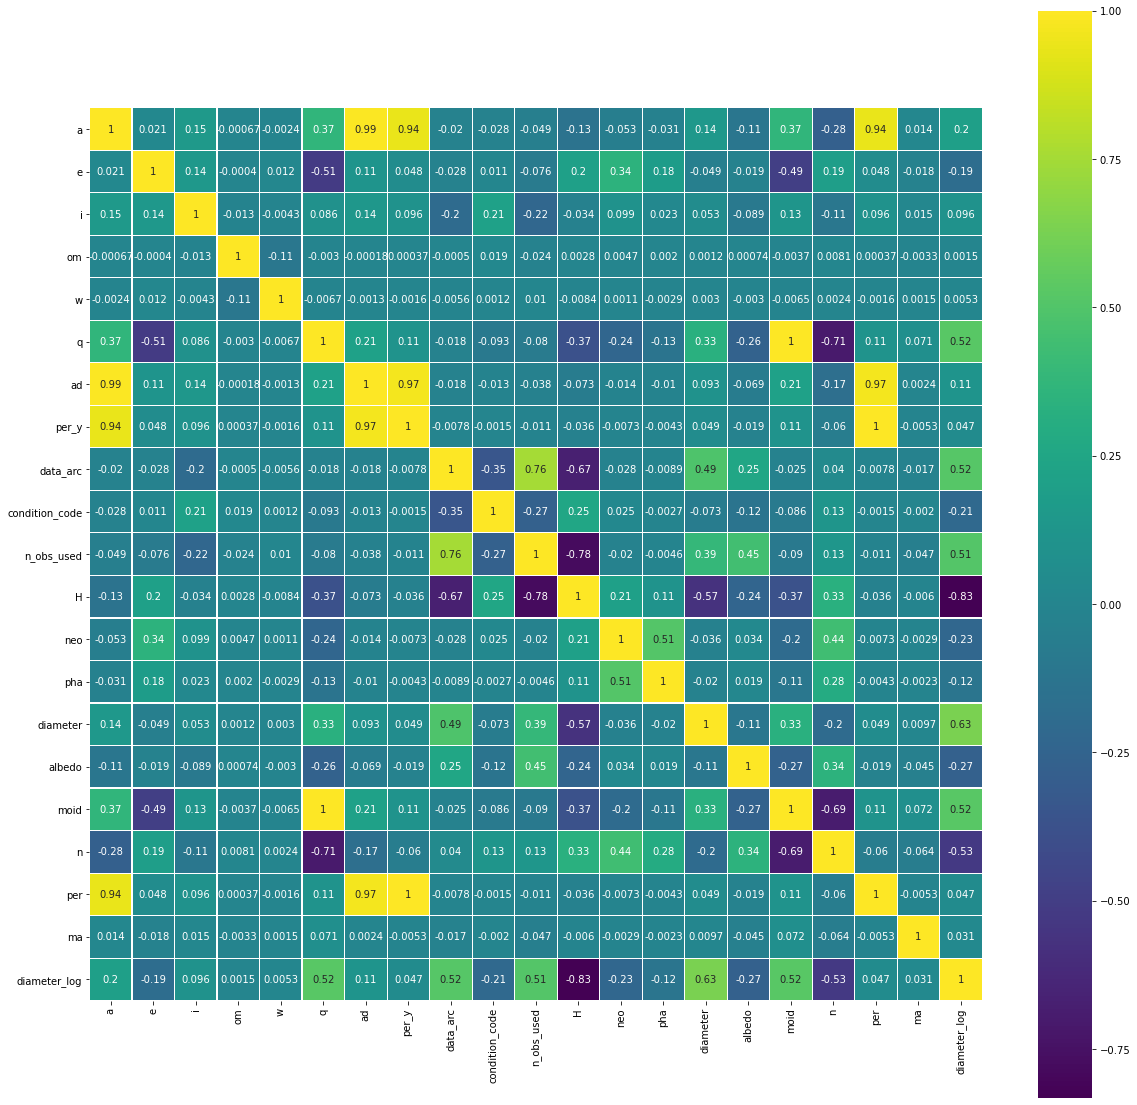 a 1 0.021 0.15 -0.00067 -0.0024 0.37 0.99 0.94 -0.02 -0.028 -0.049 -0.13 -0.053 -0.031 0.14 -0.11 0.37 -0.28 0.94 0.014 0.2
e 0.021 1 0.14 -0.0004 0.012 -0.51 0.11 0.048 -0.028 0.011 -0.076 0.2 0.34 0.18 -0.049 -0.019 -0.49 0.19 0.048 -0.018 -0.19
i 0.15 0.14 1 -0.013 -0.0043 0.086 0.14 0.096 -0.2 0.21 -0.22 -0.034 0.099 0.023 0.053 -0.089 0.13 -0.11 0.096 0.015 0.096
om -0.00067 -0.0004 -0.013 1 -0.11 -0.003 -0.00018 0.00037 -0.0005 0.019 -0.024 0.0028 0.0047 0.002 0.0012 0.00074 -0.0037 0.0081 0.00037 -0.0033 0.0015
w -0.0024 0.012 -0.0043 -0.11 1 -0.0067 -0.0013 -0.0016 -0.0056 0.0012 0.01 -0.0084 0.0011 -0.0029 0.003 -0.003 -0.0065 0.0024 -0.0016 0.0015 0.0053
q 0.37 -0.51 0.086 -0.003 -0.0067 1 0.21 0.11 -0.018 -0.093 -0.08 -0.37 -0.24 -0.13 0.33 -0.26 1 -0.71 0.11 0.071 0.52
ad 0.99 0.11 0.14 -0.00018 -0.0013 0.21 1 0.97 -0.018 -0.013 -0.038 -0.073 -0.014 -0.01 0.093 -0.069 0.21 -0.17 0.97 0.0024 0.11
per_y 0.94 0.048 0.096 0.00037 -0.0016 0.11 0.97 1 -0.0078 -0.0015 -0.011 -0.036 -0.0073 -0.0043 0.049 -0.019 0.11 -0.06 1 -0.0053 0.047
data_arc -0.02 -0.028 -0.2 -0.0005 -0.0056 -0.018 -0.018 -0.0078 1 -0.35 0.76 -0.67 -0.028 -0.0089 0.49 0.25 -0.025 0.04 -0.0078 -0.017 0.52
condition_code -0.028 0.011 0.21 0.019 0.0012 -0.093 -0.013 -0.0015 -0.35 1 -0.27 0.25 0.025 -0.0027 -0.073 -0.12 -0.086 0.13 -0.0015 -0.002 -0.21
n_obs_used -0.049 -0.076 -0.22 -0.024 0.01 -0.08 -0.038 -0.011 0.76 -0.27 1 -0.78 -0.02 -0.0046 0.39 0.45 -0.09 0.13 -0.011 -0.047 0.51
H -0.13 0.2 -0.034 0.0028 -0.0084 -0.37 -0.073 -0.036 -0.67 0.25 -0.78 1 0.21 0.11 -0.57 -0.24 -0.37 0.33 -0.036 -0.006 -0.83
neo -0.053 0.34 0.099 0.0047 0.0011 -0.24 -0.014 -0.0073 -0.028 0.025 -0.02 0.21 1 0.51 -0.036 0.034 -0.2 0.44 -0.0073 -0.0029 -0.23
pha -0.031 0.18 0.023 0.002 -0.0029 -0.13 -0.01 -0.0043 -0.0089 -0.0027 -0.0046 0.11 0.51 1 -0.02 0.019 -0.11 0.28 -0.0043 -0.0023 -0.12
diameter 0.14 -0.049 0.053 0.0012 0.003 0.33 0.093 0.049 0.49 -0.073 0.39 -0.57 -0.036 -0.02 1 -0.11 0.33 -0.2 0.049 0.0097 0.63
albedo -0.11 -0.019 -0.089 0.00074 -0.003 -0.26 -0.069 -0.019 0.25 -0.12 0.45 -0.24 0.034 0.019 -0.11 1 -0.27 0.34 -0.019 -0.045 -0.27
moid 0.37 -0.49 0.13 -0.0037 -0.0065 1 0.21 0.11 -0.025 -0.086 -0.09 -0.37 -0.2 -0.11 0.33 -0.27 1 -0.69 0.11 0.072 0.52
n -0.28 0.19 -0.11 0.0081 0.0024 -0.71 -0.17 -0.06 0.04 0.13 0.13 0.33 0.44 0.28 -0.2 0.34 -0.69 1 -0.06 -0.064 -0.53
per 0.94 0.048 0.096 0.00037 -0.0016 0.11 0.97 1 -0.0078 -0.0015 -0.011 -0.036 -0.0073 -0.0043 0.049 -0.019 0.11 -0.06 1 -0.0053 0.047
ma 0.014 -0.018 0.015 -0.0033 0.0015 0.071 0.0024 -0.0053 -0.017 -0.002 -0.047 -0.006 -0.0029 -0.0023 0.0097 -0.045 0.072 -0.064 -0.0053 1 0.031
diameter_log 0.2 -0.19 0.096 0.0015 0.0053 0.52 0.11 0.047 0.52 -0.21 0.51 -0.83 -0.23 -0.12 0.63 -0.27 0.52 -0.53 0.047 0.031 1
a e i om w q ad per_y data_arc condition_code n_obs_used H neo pha diameter albedo moid n per ma diameter_log
1.00
0.75
0.50
0.25
0.00
−0.25
−0.50
−0.75